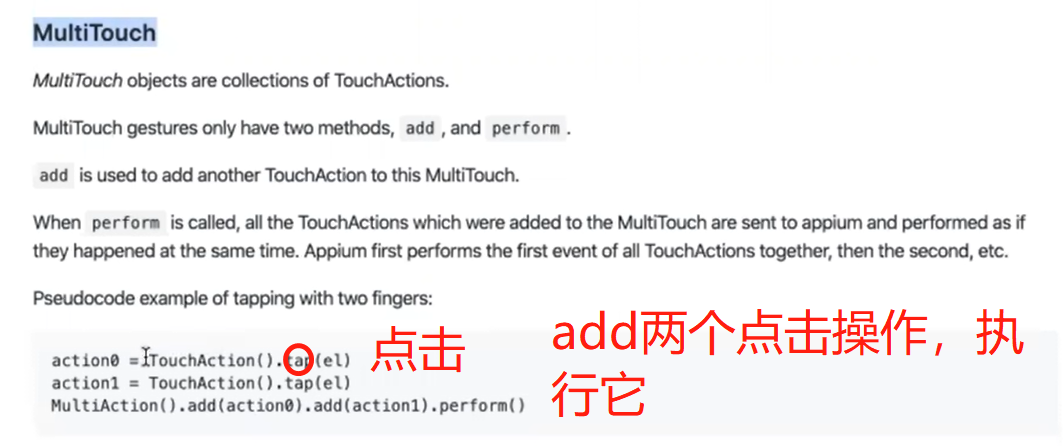 MultiTouch
MultiTouch objects are collections of TouchActions.
MultiTouch gestures only have two methods, add , and perform .
add is used to add another TouchAction to this MultiTouch.
When perform is called, all the TouchActions which were added to the MultiTouch are sent to appium and performed as if
they happened at the same time. Appium first performs the first event of all TouchActions together, then the second, etc.
Pseudocode example of tapping with two fingers:
action0 = TouchAction().tap(el)
action1 = TouchAction().tap(el)
MultiAction().add(action0).add(action1).perform()
点击
add两个点击操作，执
行它